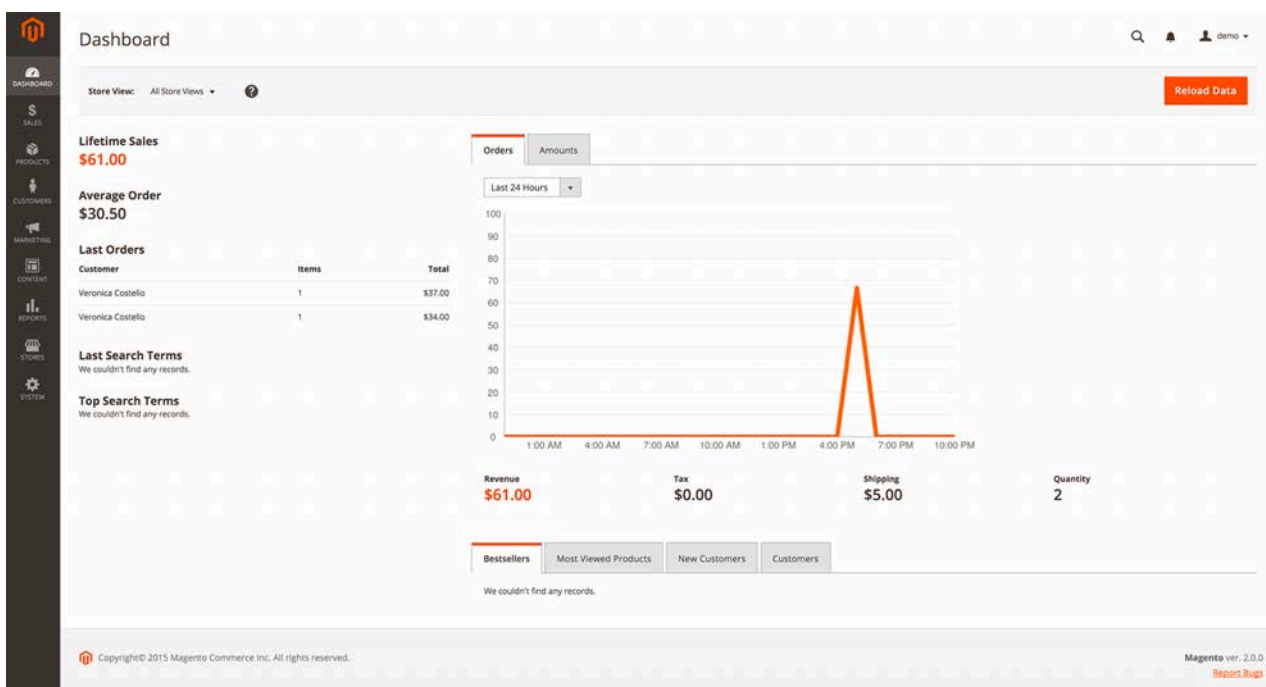 Dashboard
demo
DASHBOARD
SALES
PRODUCTS
CUSTOMERS
MARKETING
CONTENT
REPORTS
STORES
SYSTEM
Store View: All Store Views
Reload Data
Lifetime Sales
$61.00
Average Order
$30.50
Last Orders
Customer Items Total
Veronica Costello 1 $37.00
Veronica Costello 1 $34.00
Last Search Terms
We couldn't find any records.
Top Search Terms
We couldn't find any records.
Orders Amounts
Last 24 Hours
100
90
80
70
60
50
40
30
20
10
0
1:00 AM 4:00 AM 7:00 AM 10:00 AM 1:00 PM 4:00 PM 7:00 PM 10:00 PM
Revenue Tax Shipping Quantity
$61.00 $0.00 $5.00 2
Bestsellers Most Viewed Products New Customers Customers
We couldn't find any records.
Copyright© 2015 Magento Commerce Inc. All rights reserved.
Magento ver. 2.0.0
Report Bugs